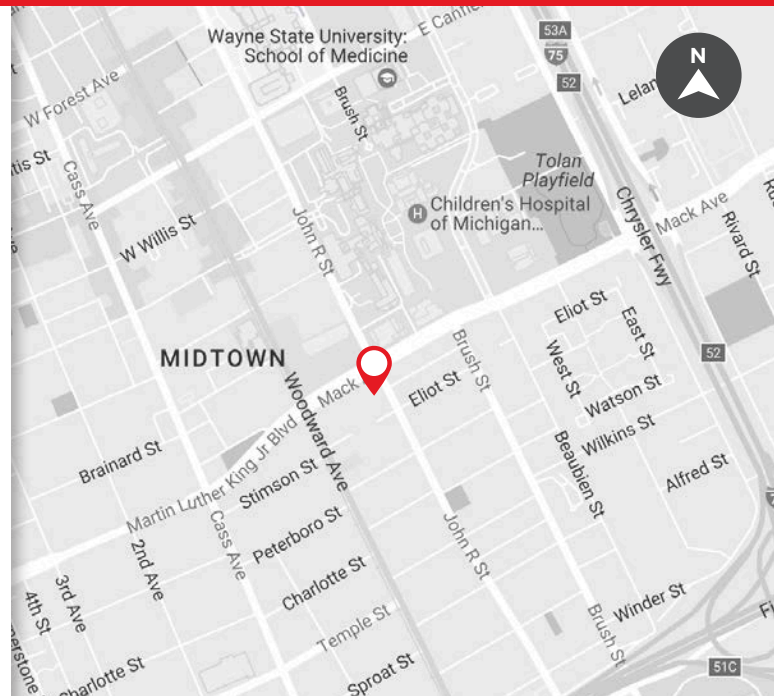 E Canfi
53A
75
52
N
Wayne State University:
School of Medicine
Lelan
W Forest Ave
Brush St
tis St
Cass Ave
Tolan
Playfield
Children's Hospital
of Michigan...
H
Mack Ave
Rivard St
Chrysler Fwy
W Willis St
John R St
Eliot St
East St
West St
52
MIDTOWN
Brush St
Mack
Eliot St
Watson St
Wilkins St
Woodward Ave
Martin Luther King Jr Blvd
Brainard St
Stimson St
Beaubien St
Alfred St
Cass Ave
Peterboro St
John R St
2nd Ave
3rd Ave
4th St
Charlotte St
Winder St
Temple St
Brush St
Fi
nerstone
Charlotte St
Sproat St
51C